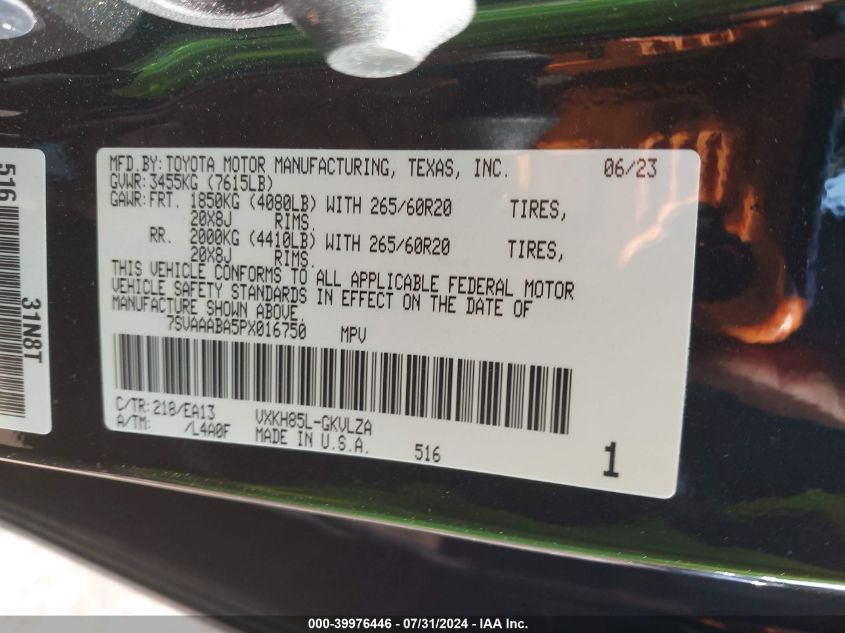 516
31N8T
MFD.BY:TOYOTA MOTOR MANUFACTURING, TEXAS, INC. 06/23
GVWR:3455KG (7615LB)
GAWR:FRT. 1850KG (4080LB) WITH 265/60R20 TIRES,
20X8J RIMS.
RR. 2000KG (4410LB) WITH 265/60R20 TIRES,
20X8J RIMS.
THIS VEHICLE CONFORMS TO ALL APPLICABLE FEDERAL MOTOR
VEHICLE SAFETY STANDARDS IN EFFECT ON THE DATE OF
MANUFACTURE SHOWN ABOVE.
7SVAAABA5PX016750 MPV
C/TR:218/EA13 VXKH85L-GKVLZA
A/TM: /L4A0F MADE IN U.S.A. 516 1
000-39976446 - 07/31/2024 - IAA Inc.